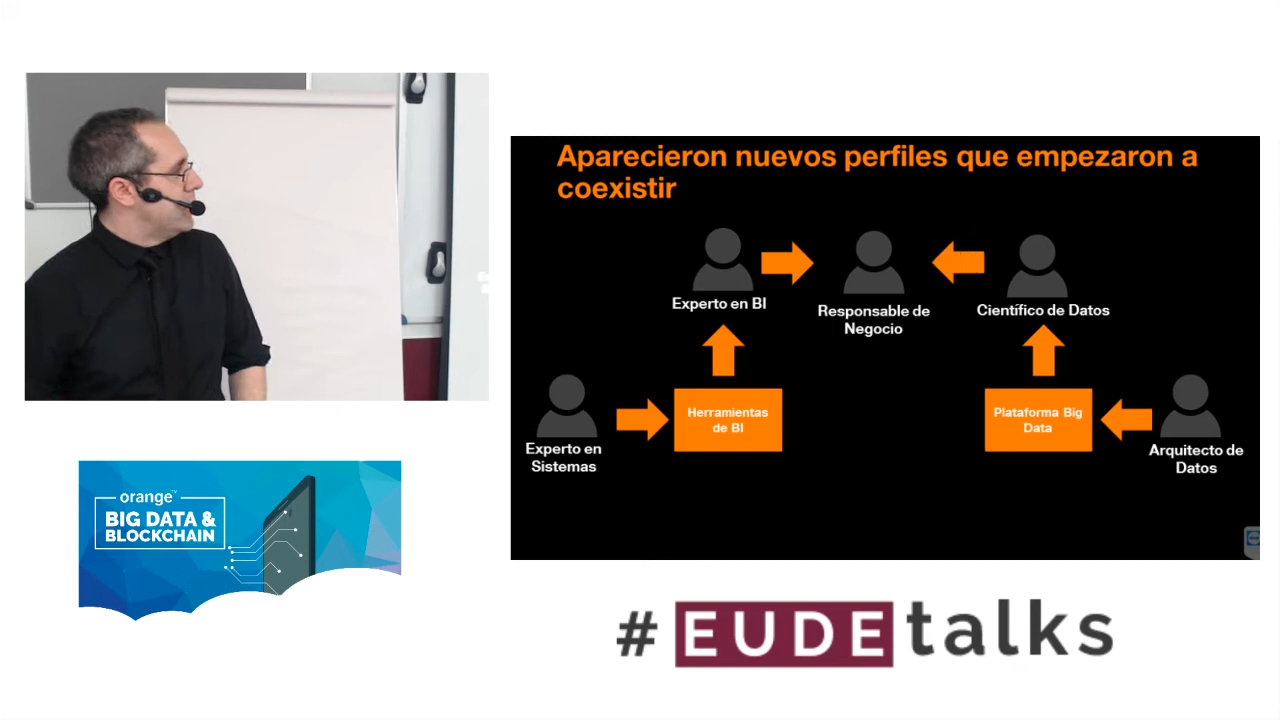 Aparecieron nuevos perfiles que empezaron a
coexistir
Experto en BI
Responsable de
Negocio
Científico de Datos
Herramientas
de BI
Plataforma Big
Data
Experto en
Sistemas
Arquitecto de
Datos
orange™
BIG DATA &
BLOCKCHAIN
#EUDEtalks